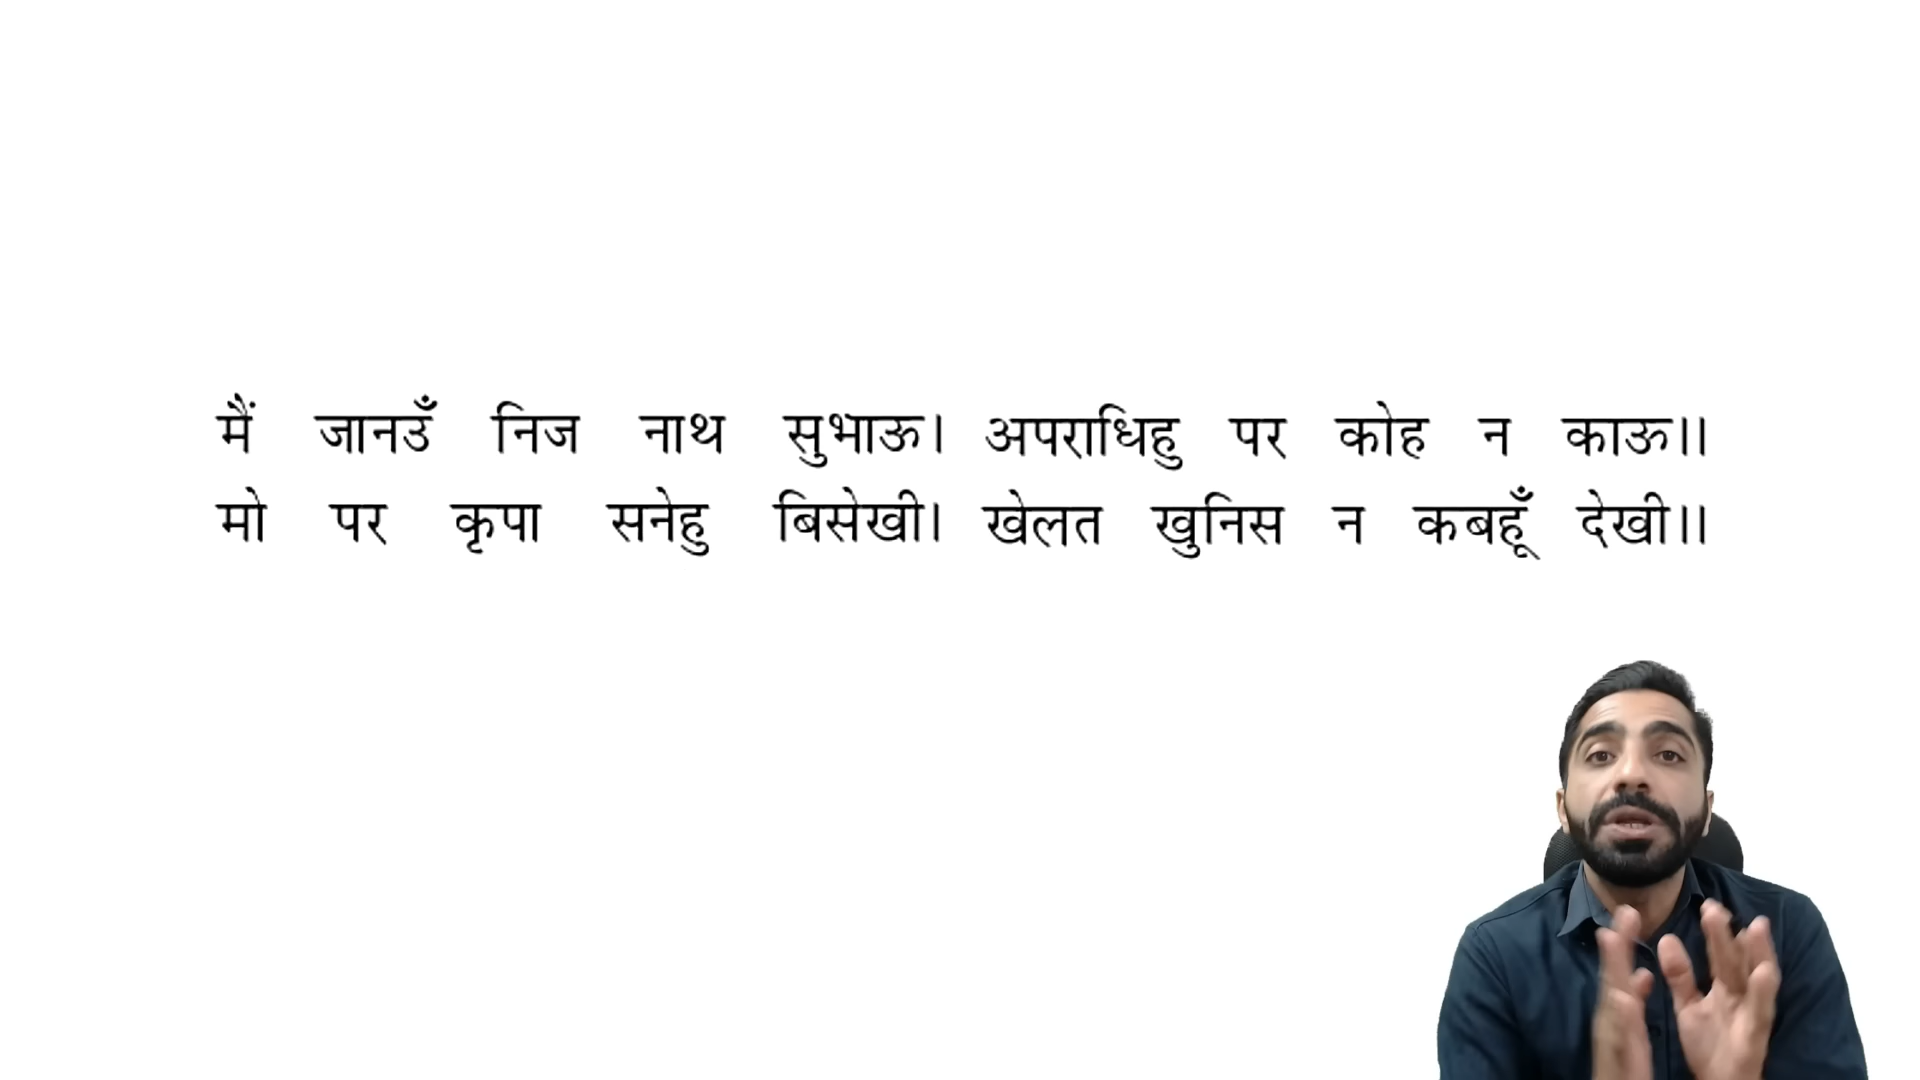 मैं जानउँ निज नाथ सुभाऊ। अपराधिहु पर कोह न काऊ।।
मो पर कृपा सनेहु बिसेखी। खेलत खुनिस न कबहूँ देखी।।